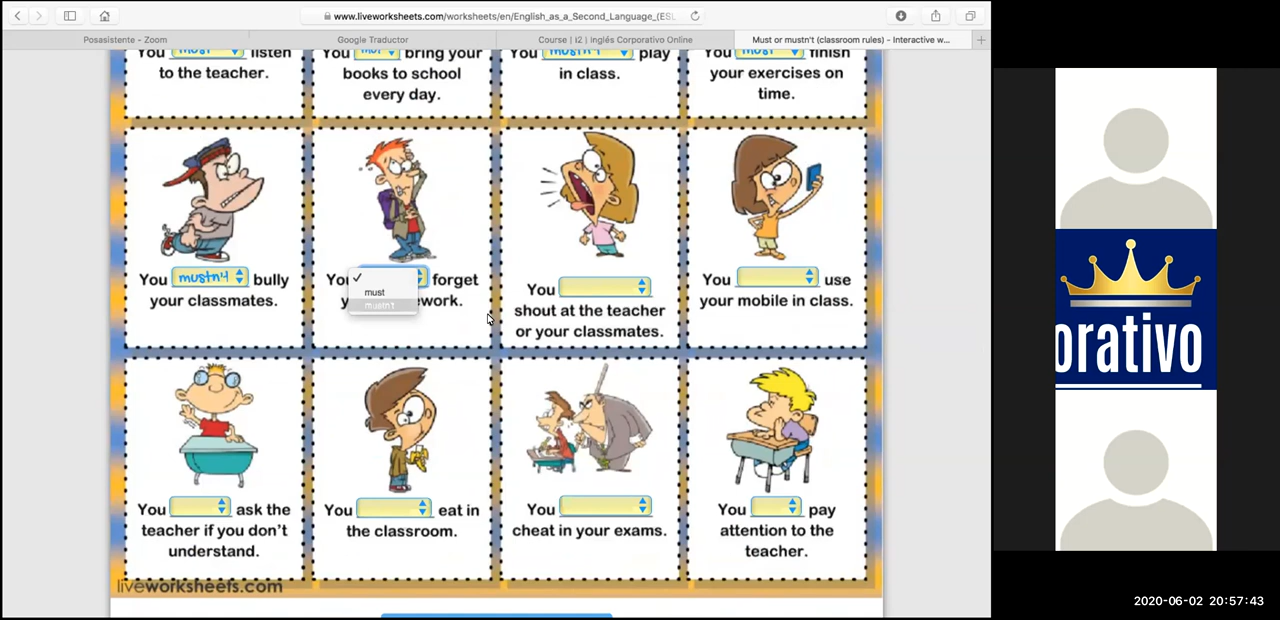 www.liveworksheets.com/worksheets/en/English_as_a_Second_Language_(ESL
Posasistente - Zoom
Google Traductor
Course | I2 | Inglés Corporativo Online
Must or mustn't (classroom rules) - Interactive w...
You must listen
to the teacher.
You must bring your
books to school
every day.
You mustn't play
in class.
You must finish
your exercises on
time.
You mustn't bully
your classmates.
You forget
must
mustn't
work.
You
shout at the teacher
or your classmates.
You use
your mobile in class.
You ask the
teacher if you don't
understand.
You eat in
the classroom.
You
cheat in your exams.
You pay
attention to the
teacher.
liveworksheets.com
orativo
2020-06-02 20:57:43